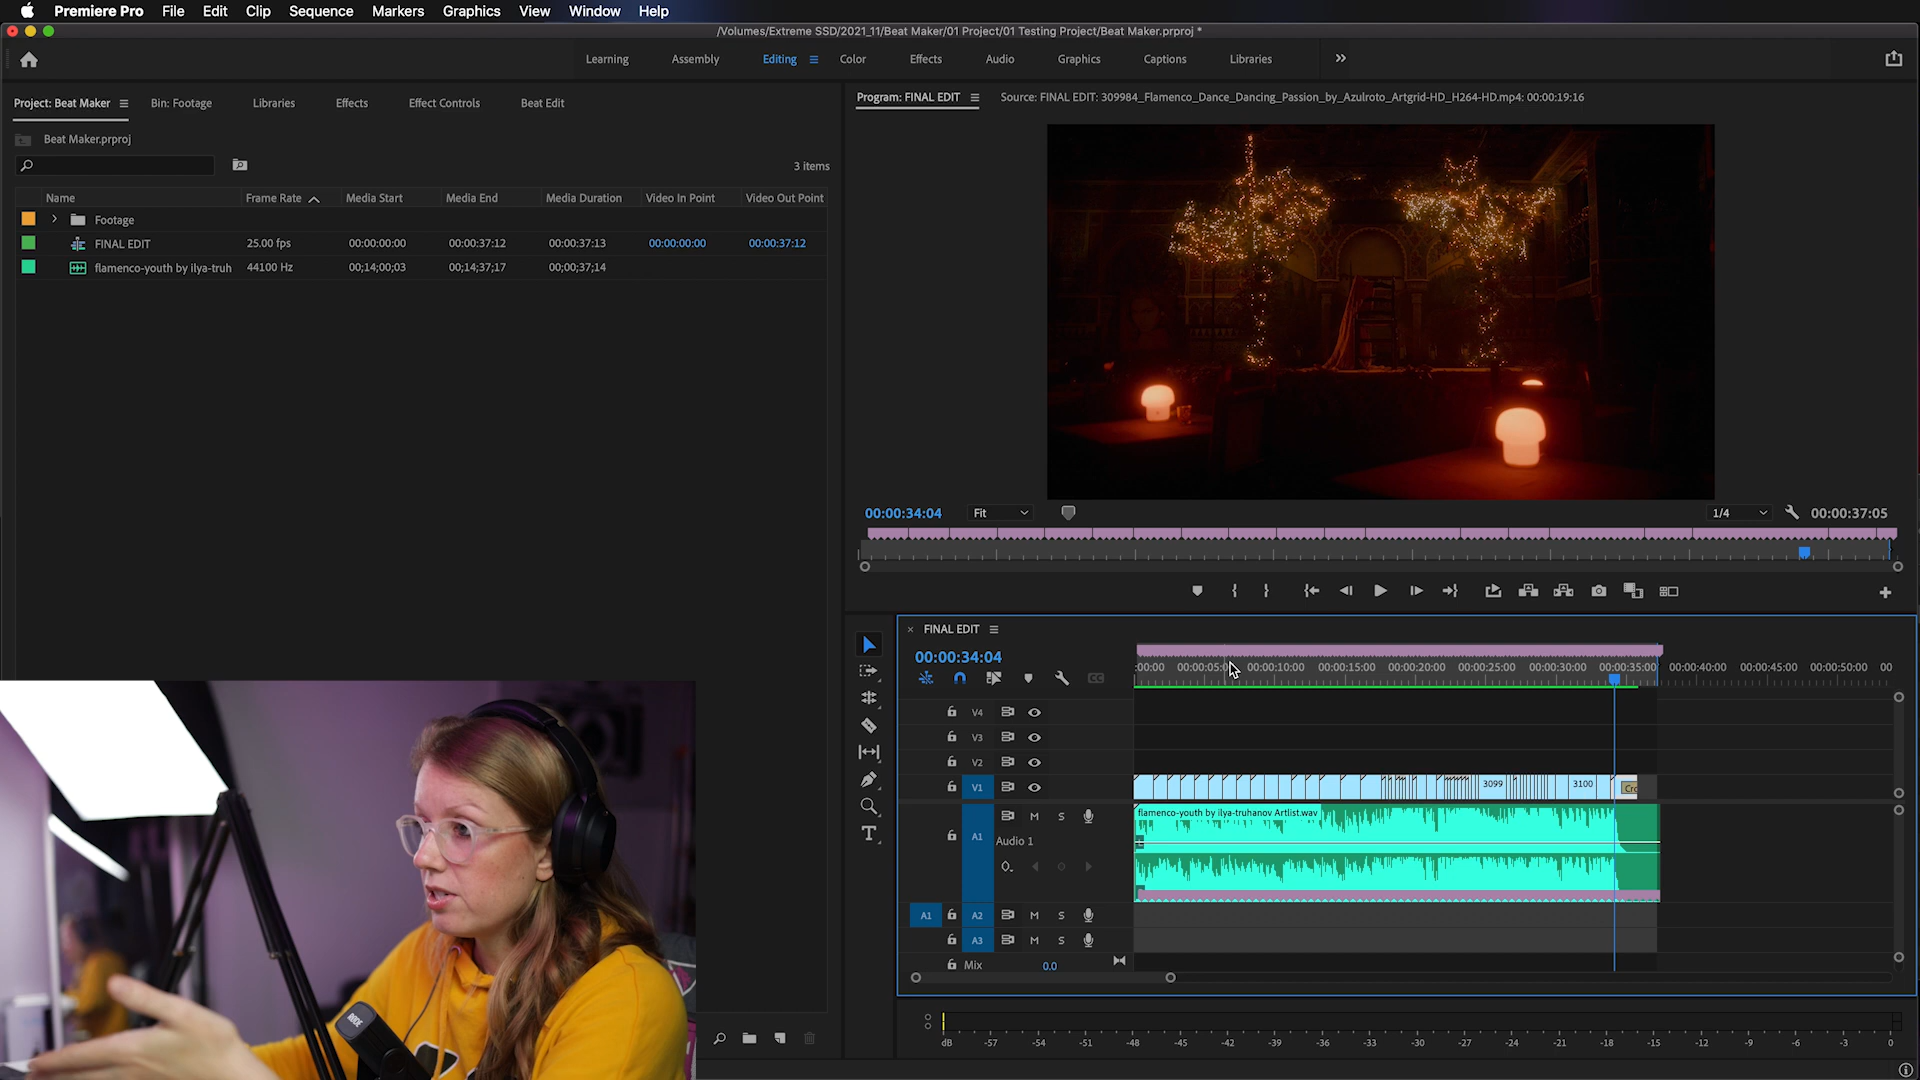 Premiere Pro File Edit Clip Sequence Markers Graphics View Window Help
/Volumes/Extreme SSD/2021_11/Beat Maker/01 Project/01 Testing Project/Beat Maker.prproj *
Learning Assembly Editing Color Effects Audio Graphics Captions Libraries
Project: Beat Maker Bin: Footage Libraries Effects Effect Controls Beat Edit
Beat Maker.prproj
3 items
Name Frame Rate Media Start Media End Media Duration Video In Point Video Out Point
Footage
FINAL EDIT 25.00 fps 00:00:00:00 00:00:37:12 00:00:37:13 00:00:00:00 00:00:37:12
flamenco-youth by ilya-truh 44100 Hz 00;14;00;03 00;14;37;17 00;00;37;14
Program: FINAL EDIT Source: FINAL EDIT: 309984_Flamenco_Dance_Dancing_Passion_by_Azulroto_Artgrid-HD_H264-HD.mp4: 00:00:19:16
00:00:34:04 Fit 1/4 00:00:37:05
× FINAL EDIT
00:00:34:04
:00:00 00:00:05:00 00:00:10:00 00:00:15:00 00:00:20:00 00:00:25:00 00:00:30:00 00:00:35:00 00:00:40:00 00:00:45:00 00:00:50:00 00
V4
V3
V2
V1 3099 3100 Cro
flamenco-youth by ilya-truhanov Artlist.wav
A1 M S
Audio 1
A1 A2 M S
A3 M S
Mix 0.0
dB -57 -54 -51 -48 -45 -42 -39 -36 -33 -30 -27 -24 -21 -18 -15 -12 -9 -6 -3 0
RØDE